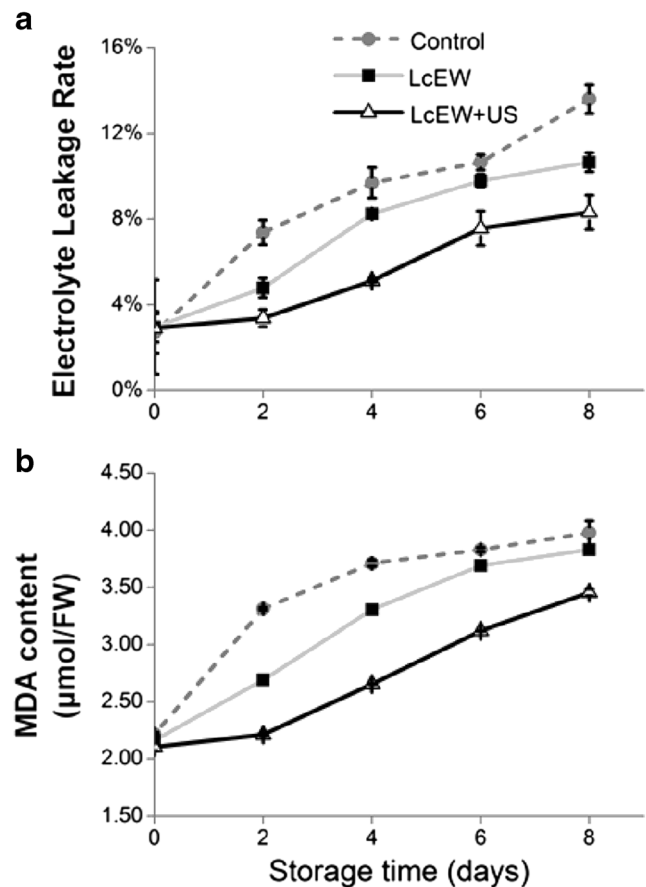 a
16%
12%
8%
4%
0%
Electrolyte Leakage Rate
Control
LcEW
LcEW+US
0 2 4 6 8
b
4.50
4.00
3.50
3.00
2.50
2.00
1.50
MDA content
(μmol/FW)
0 2 4 6 8
Storage time (days)